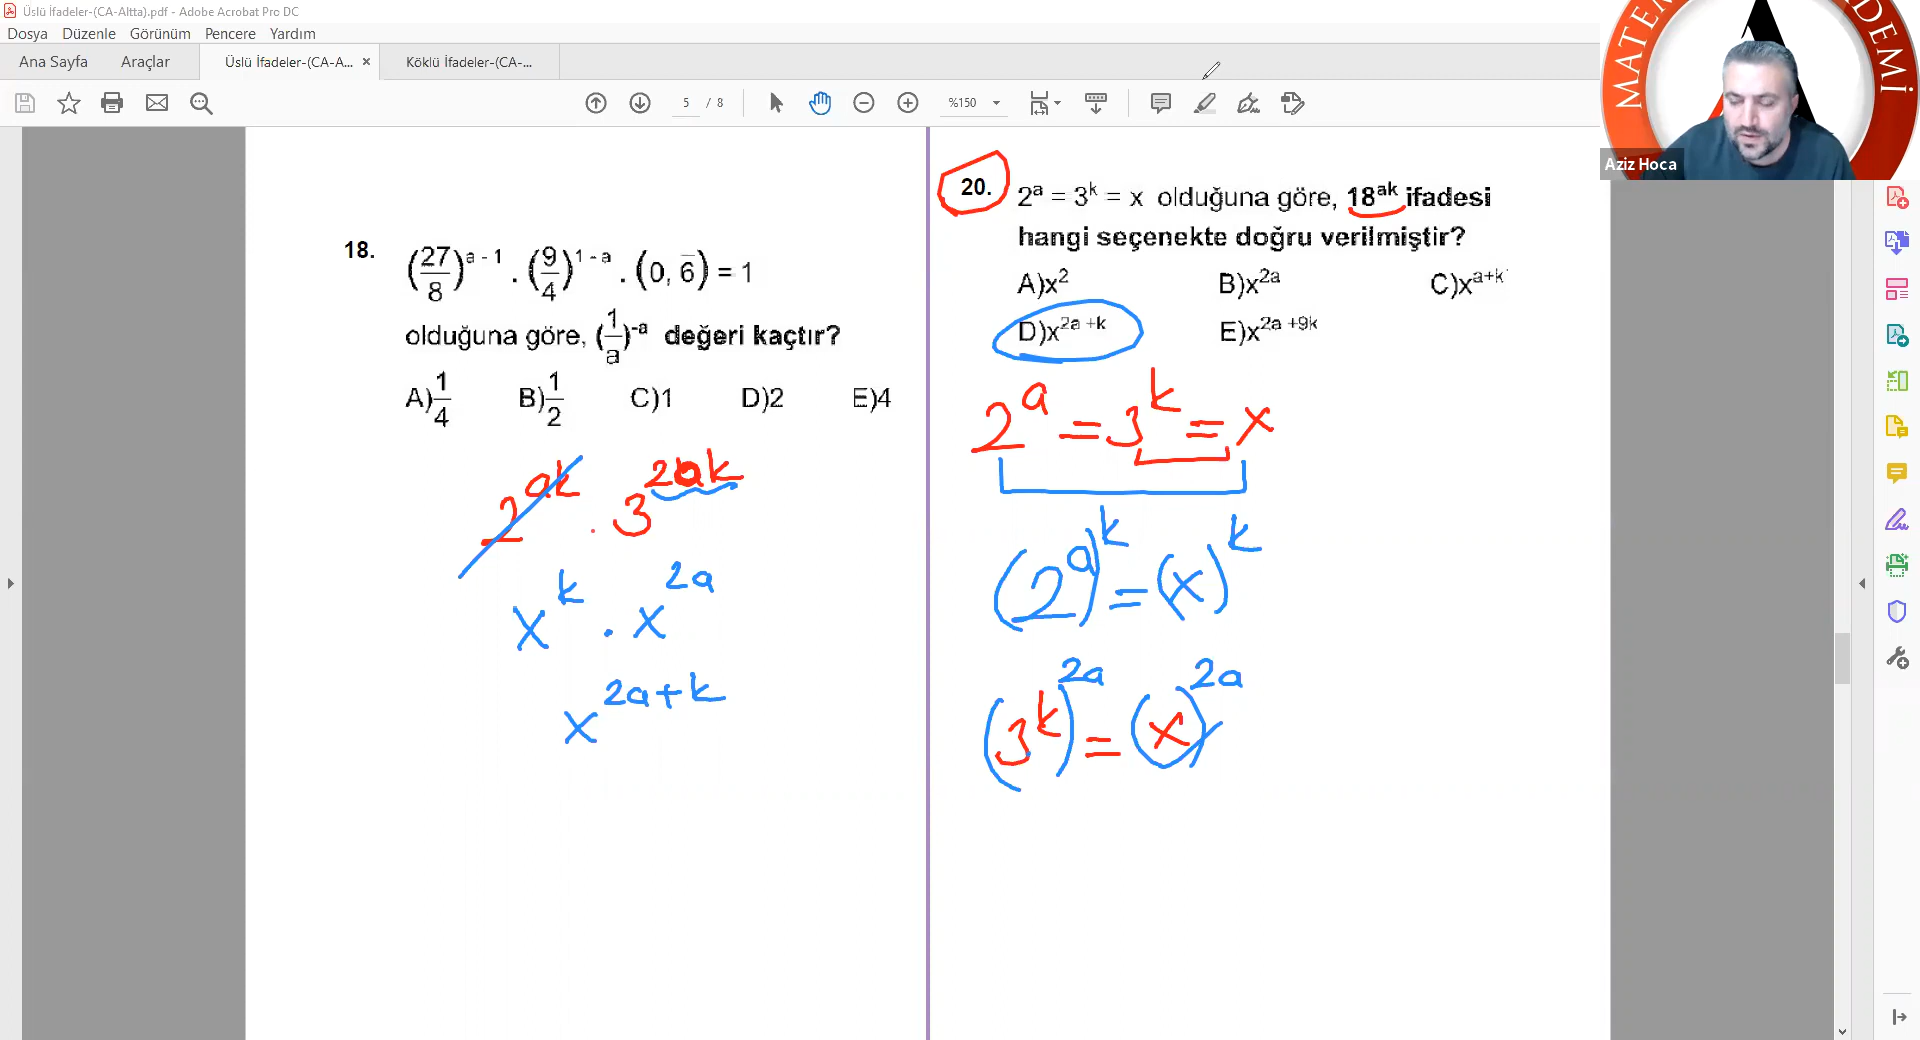 Üslü İfadeler-(CA-Altta).pdf - Adobe Acrobat Pro DC
Dosya Düzenle Görünüm Pencere Yardım
Ana Sayfa Araçlar Üslü İfadeler-(CA-A... × Köklü İfadeler-(CA-...
5 / 8 %150
MATEM
DEMİ
Aziz Hoca
18. (27/8)^(a - 1) . (9/4)^(1 - a) . (0, 6̅) = 1
olduğuna göre, (1/a)^(-a) değeri kaçtır?
A)1/4 B)1/2 C)1 D)2 E)4
2^(ak) . 3^(2ak)
x^k . x^(2a)
x^(2a+k)
20. 2^a = 3^k = x olduğuna göre, 18^(ak) ifadesi
hangi seçenekte doğru verilmiştir?
A)x^2 B)x^(2a) C)x^(a+k)
D)x^(2a +k) E)x^(2a +9k)
2^a = 3^k = x
(2^a)^k = (x)^k
(3^k)^(2a) = (x)^(2a)